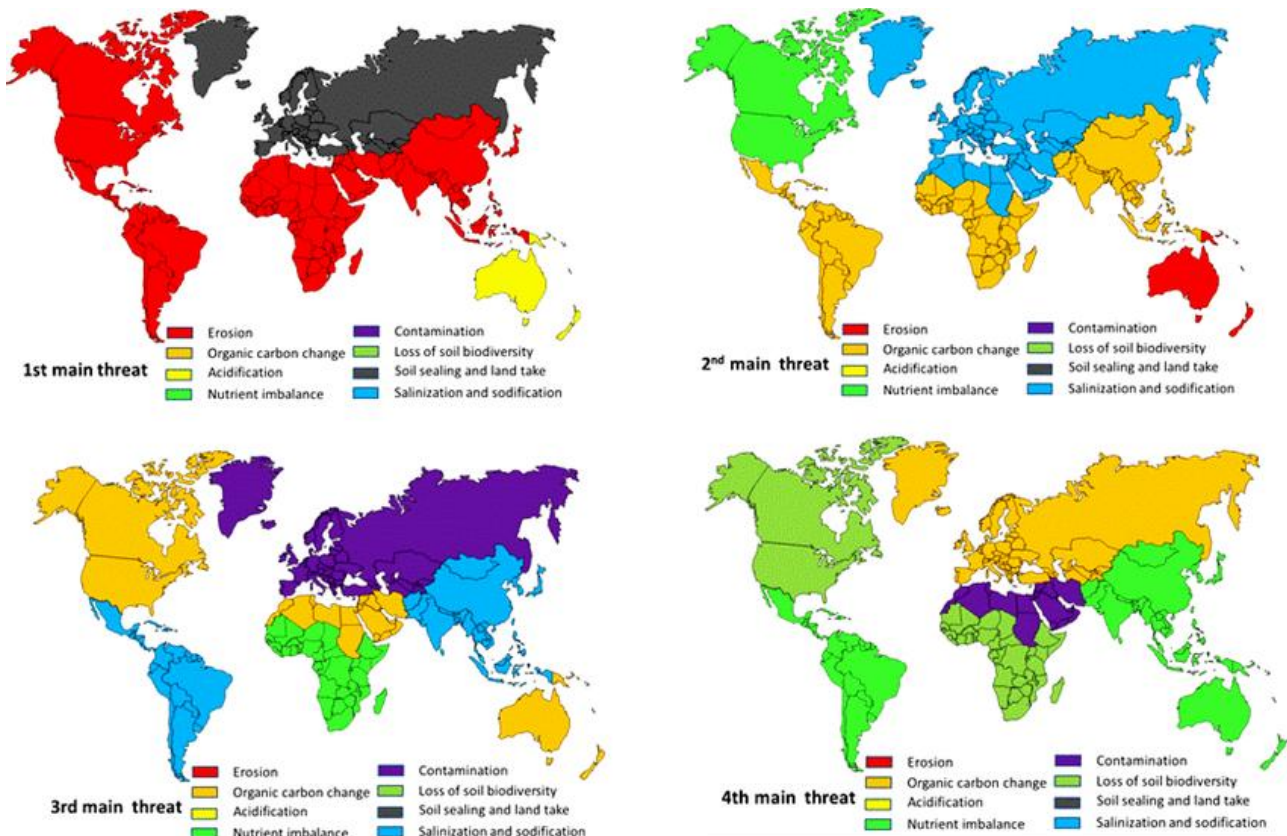 Erosion
Contamination
Organic carbon change
Loss of soil biodiversity
1st main threat
Acidification
Soil sealing and land take
Nutrient imbalance
Salinization and sodification
Erosion
Contamination
Organic carbon change
Loss of soil biodiversity
2nd main threat
Acidification
Soil sealing and land take
Nutrient imbalance
Salinization and sodification
Erosion
Contamination
Organic carbon change
Loss of soil biodiversity
3rd main threat
Acidification
Soil sealing and land take
Nutrient imbalance
Salinization and sodification
Erosion
Contamination
Organic carbon change
Loss of soil biodiversity
4th main threat
Acidification
Soil sealing and land take
Nutrient imbalance
Salinization and sodification